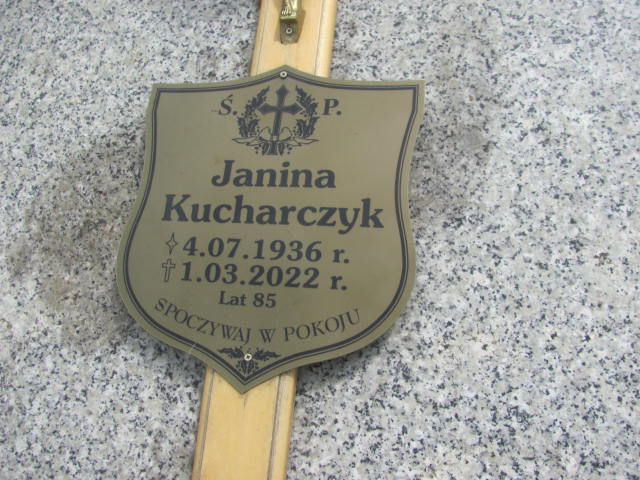 Ś. P.
Janina
Kucharczyk
4.07.1936 r.
1.03.2022 r.
Lat 85
SPOCZYWAJ W POKOJU